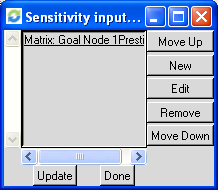 Sensitivity input...
Matrix: Goal Node 1Presti
Move Up
New
Edit
Remove
Move Down
Update
Done